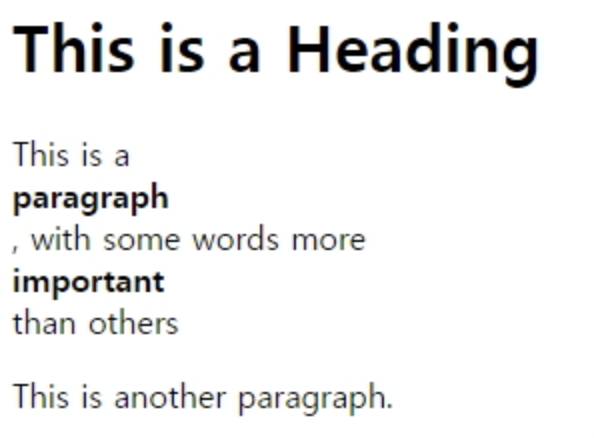 This is a Heading
This is a
paragraph
, with some words more
important
than others
This is another paragraph.